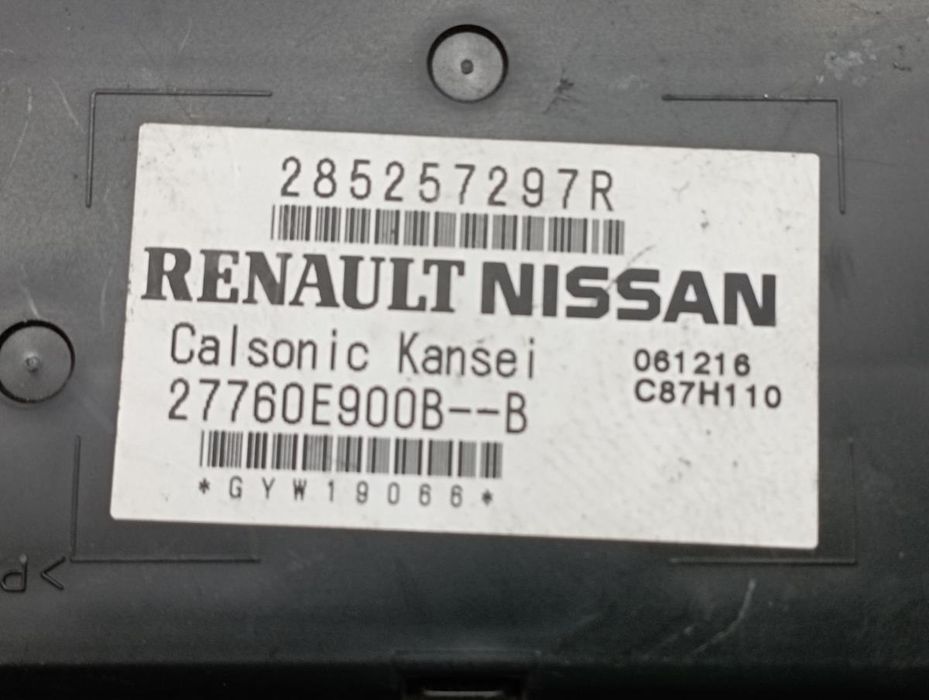 285257297R
RENAULT NISSAN
Calsonic Kansei
061216
27760E900B--B
C87H110
*GYW19066*
>P